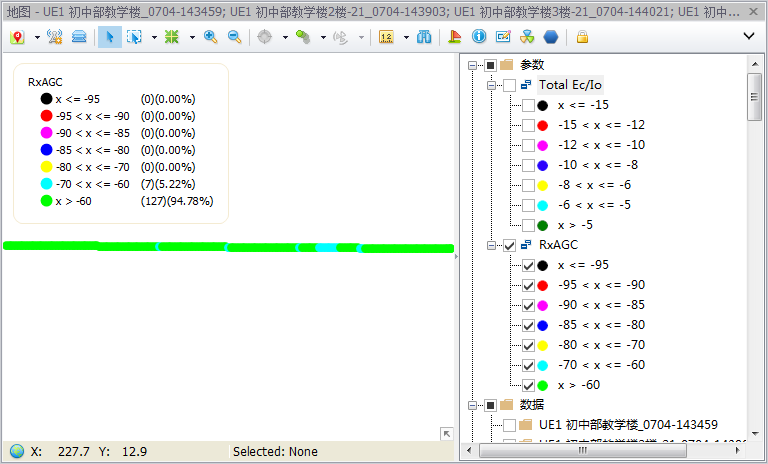 地图 - UE1 初中部教学楼_0704-143459; UE1 初中部教学楼2楼-21_0704-143903; UE1 初中部教学楼3楼-21_0704-144021; UE1 初中...
1.2
RxAGC
x <= -95 (0)(0.00%)
-95 < x <= -90 (0)(0.00%)
-90 < x <= -85 (0)(0.00%)
-85 < x <= -80 (0)(0.00%)
-80 < x <= -70 (0)(0.00%)
-70 < x <= -60 (7)(5.22%)
x > -60 (127)(94.78%)
参数
Total Ec/Io
x <= -15
-15 < x <= -12
-12 < x <= -10
-10 < x <= -8
-8 < x <= -6
-6 < x <= -5
x > -5
RxAGC
x <= -95
-95 < x <= -90
-90 < x <= -85
-85 < x <= -80
-80 < x <= -70
-70 < x <= -60
x > -60
数据
UE1 初中部教学楼_0704-143459
X: 227.7 Y: 12.9 Selected: None